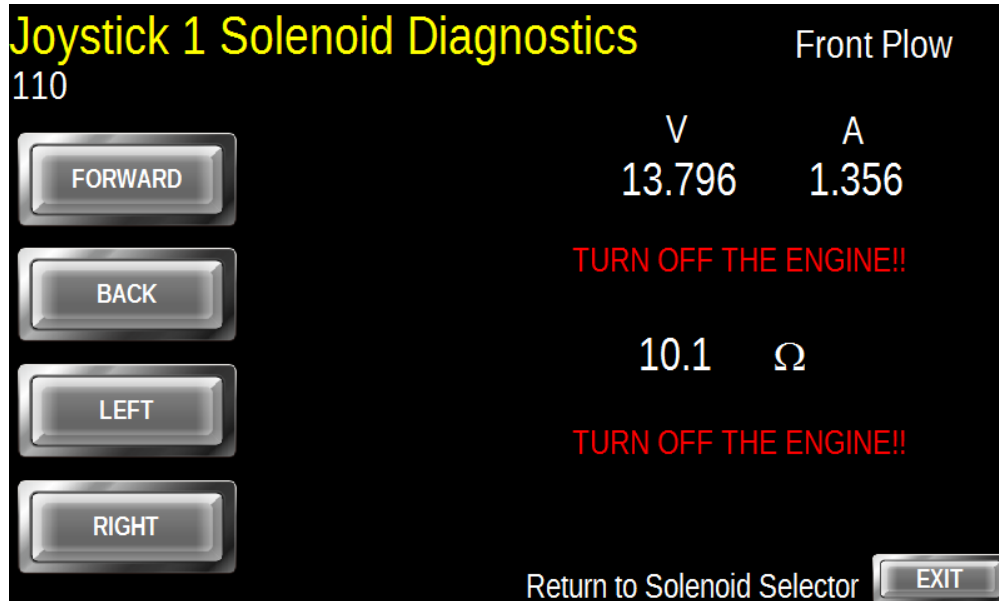 Joystick 1 Solenoid Diagnostics
Front Plow
110
FORWARD
BACK
LEFT
RIGHT
V A
13.796 1.356
TURN OFF THE ENGINE!!
10.1 Ω
TURN OFF THE ENGINE!!
Return to Solenoid Selector
EXIT